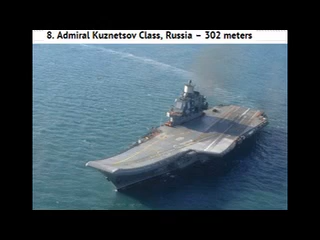 8. Admiral Kuznetsov Class, Russia – 302 meters